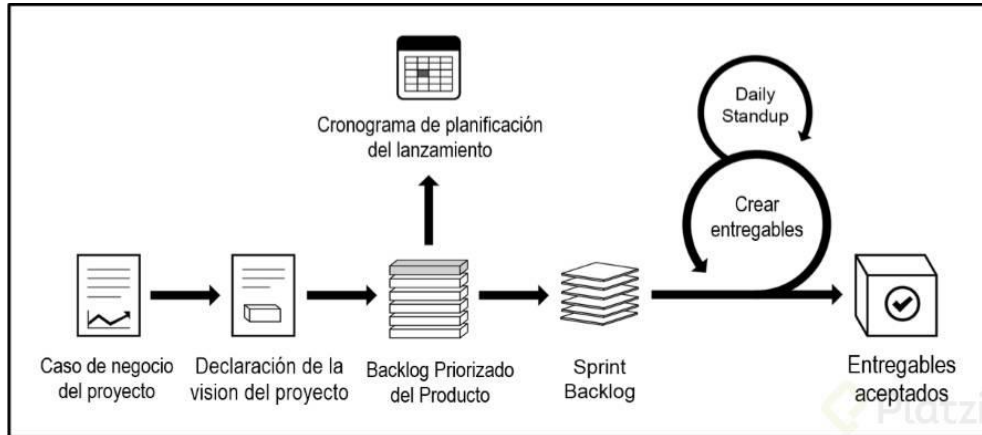 Cronograma de planificación
del lanzamiento
Daily
Standup
Crear
entregables
Caso de negocio
del proyecto
Declaración de la
vision del proyecto
Backlog Priorizado
del Producto
Sprint
Backlog
Entregables
aceptados
Platzi